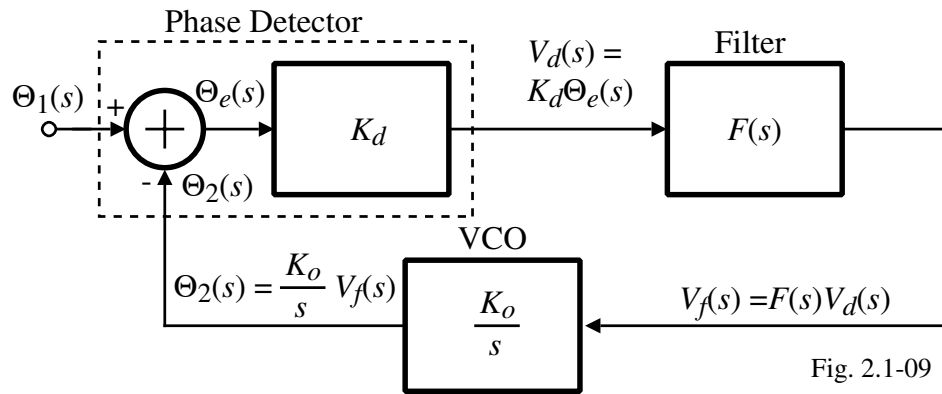 Phase Detector
Filter
Θ1(s)
+
Θe(s)
Kd
Vd(s) =
KdΘe(s)
F(s)
-
Θ2(s)
VCO
Θ2(s) = Ko/s Vf(s)
Ko
s
Vf(s) =F(s)Vd(s)
Fig. 2.1-09